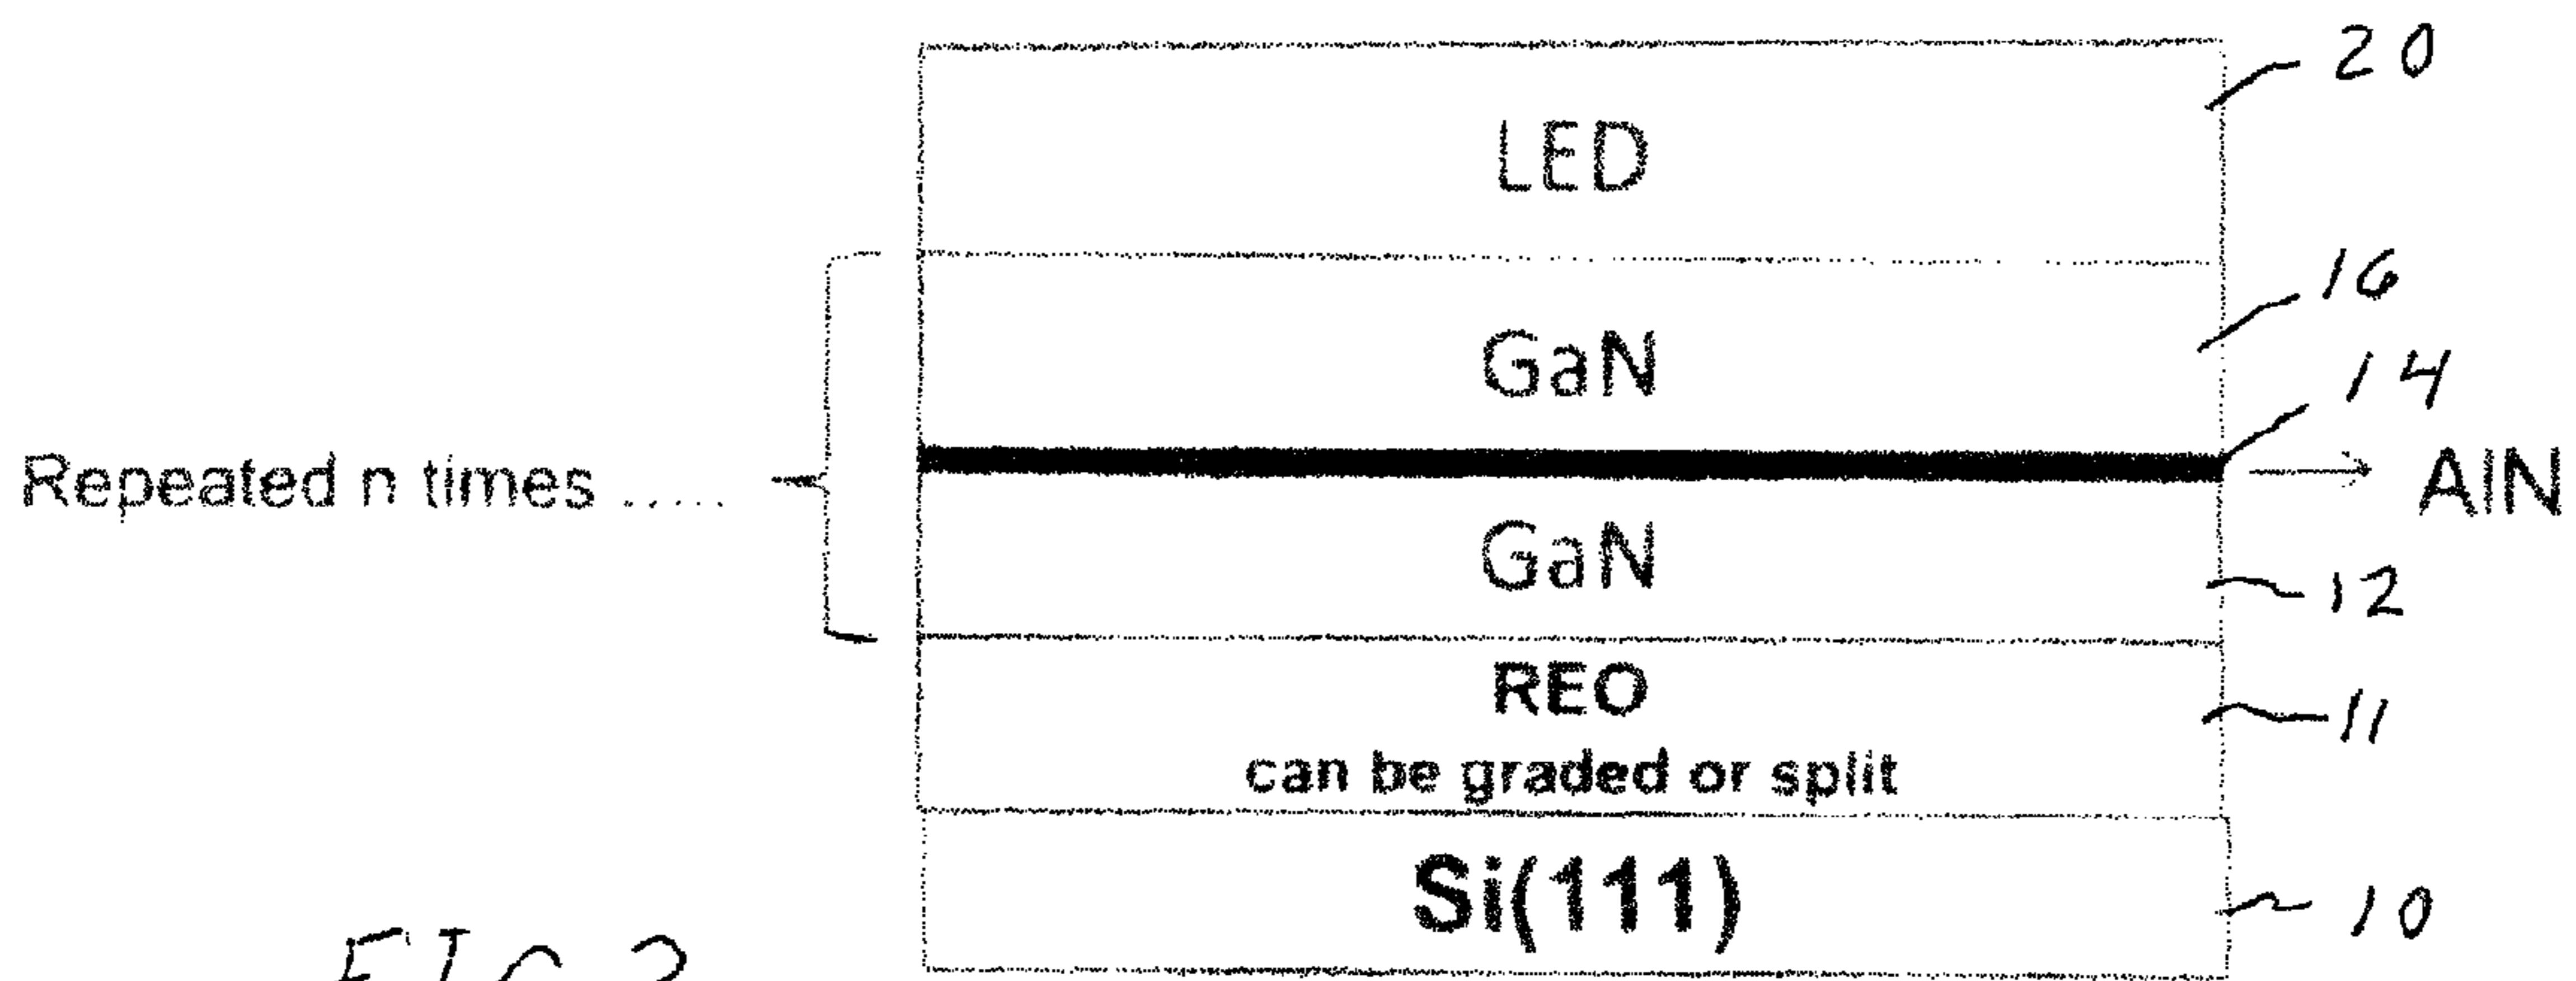 20
LED
16
GaN
14
Repeated n times .....
AlN
GaN
12
REO
11
can be graded or split
Si(111)
10